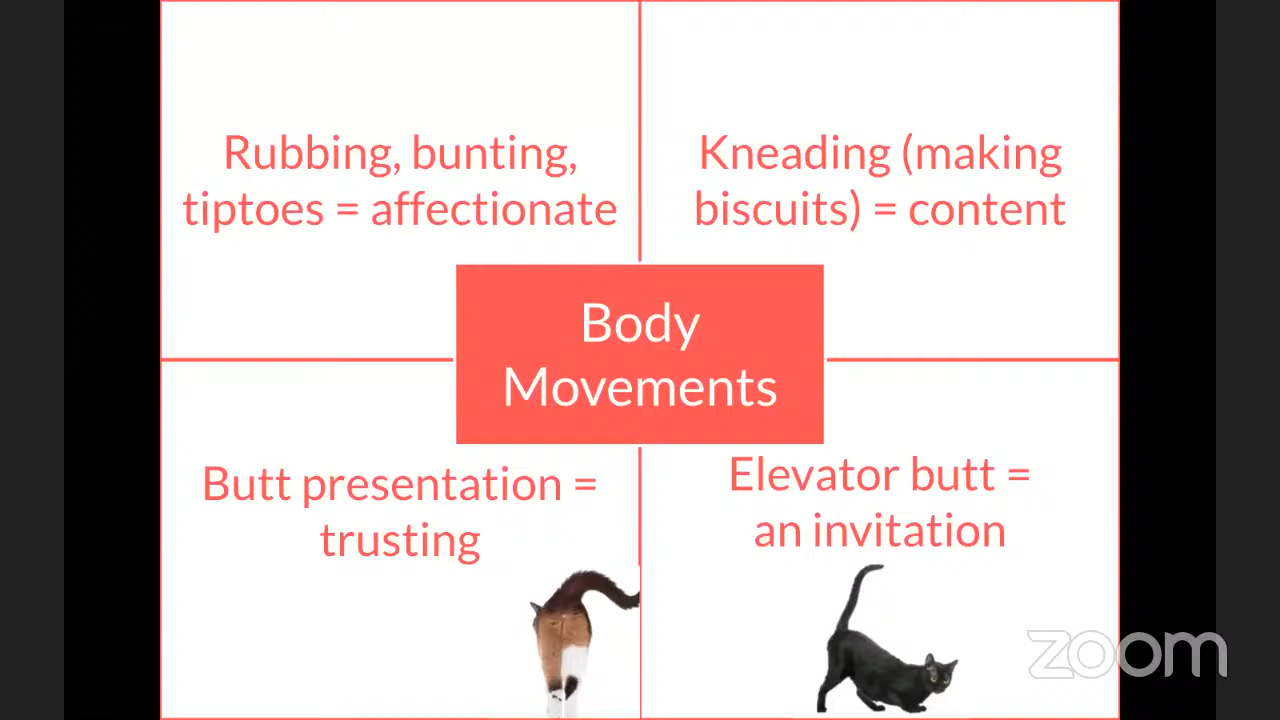 Rubbing, bunting,
tiptoes = affectionate
Kneading (making
biscuits) = content
Body
Movements
Butt presentation =
trusting
Elevator butt =
an invitation
zoom